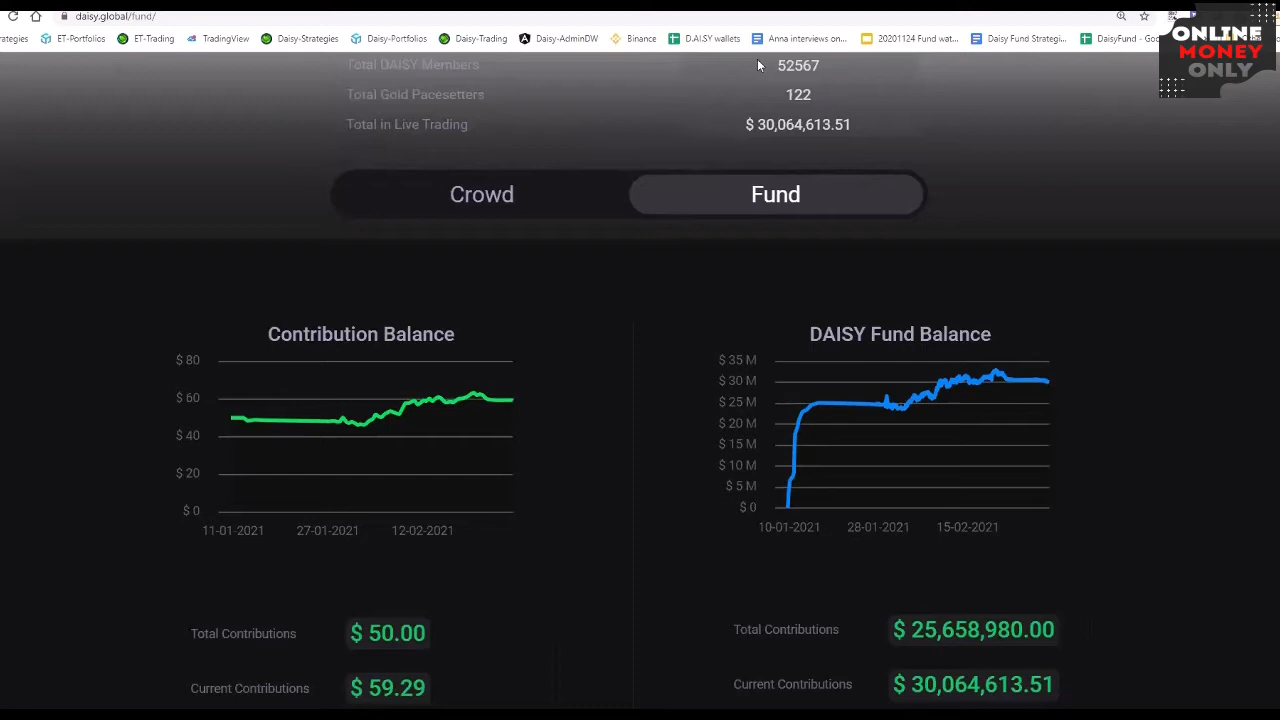 daisy.global/fund/
rategies ET-Portfolios ET-Trading TradingView Daisy-Strategies Daisy-Portfolios Daisy-Trading Daisy-AdminDW Binance D.AI.SY wallets Anna interviews on... 20201124 Fund wat... Daisy Fund Strategi... DaisyFund - Goo
ONLINE
MONEY
ONLY
Total DAISY Members 52567
Total Gold Pacesetters 122
Total in Live Trading $ 30,064,613.51
Crowd Fund
Contribution Balance DAISY Fund Balance
$ 80 $ 35 M
$ 60 $ 30 M
$ 40 $ 25 M
$ 20 $ 20 M
$ 0 $ 15 M
$ 10 M
$ 5 M
$ 0
11-01-2021 27-01-2021 12-02-2021 10-01-2021 28-01-2021 15-02-2021
Total Contributions $ 50.00 Total Contributions $ 25,658,980.00
Current Contributions $ 59.29 Current Contributions $ 30,064,613.51